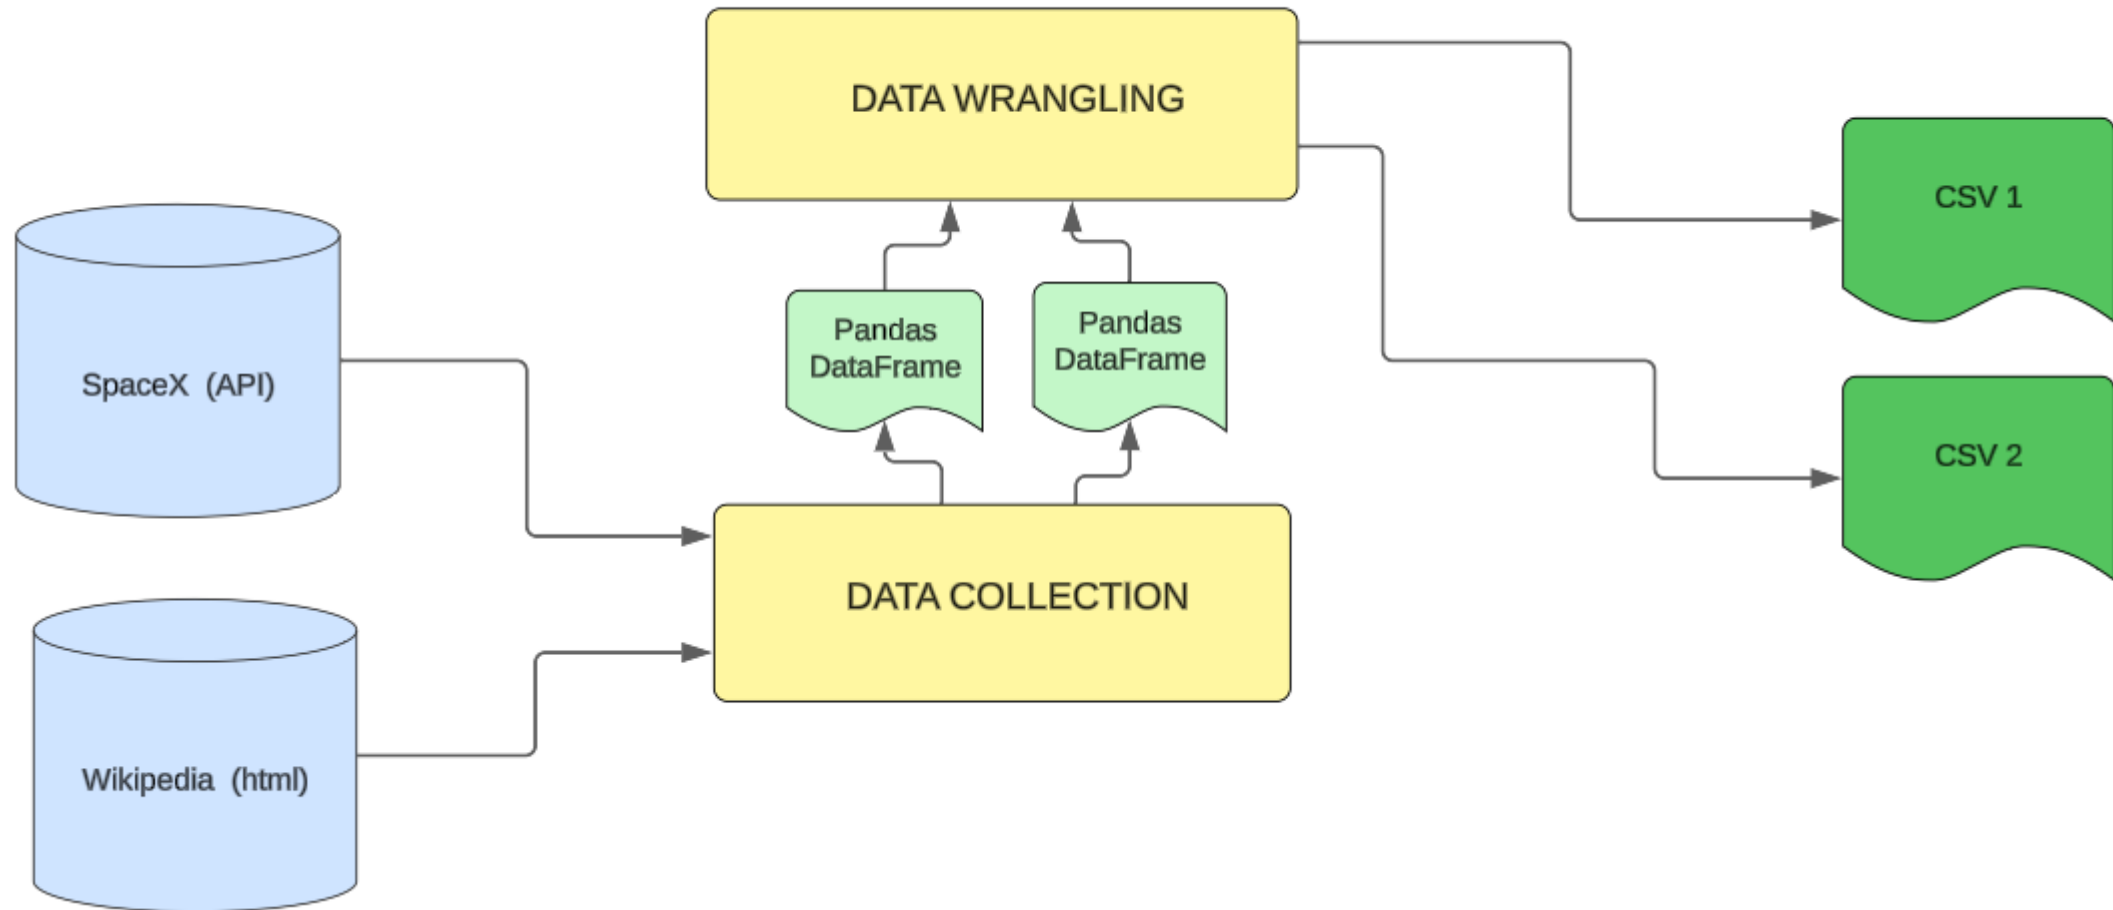 DATA WRANGLING
CSV 1
Pandas
DataFrame
Pandas
DataFrame
SpaceX (API)
CSV 2
DATA COLLECTION
Wikipedia (html)